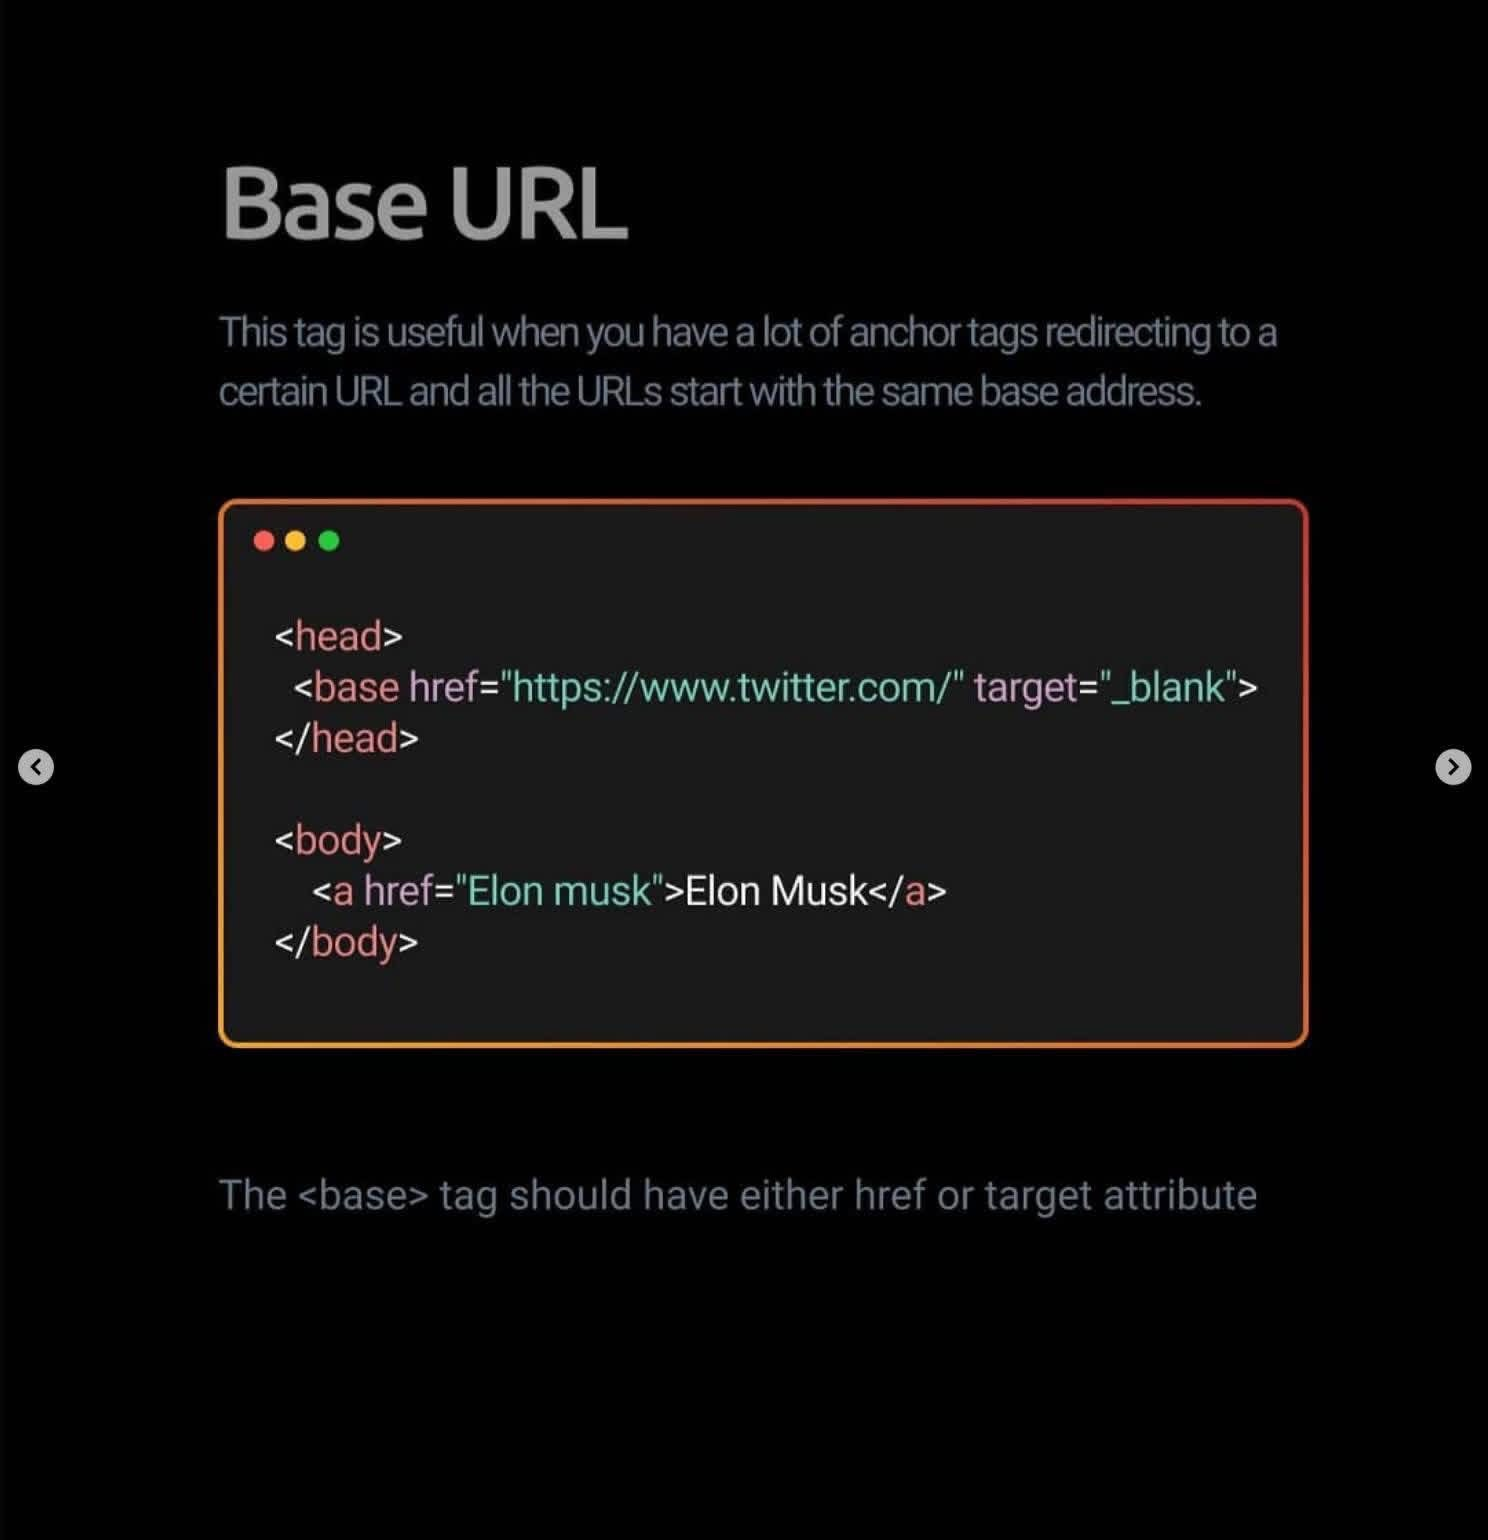 Base URL
This tag is useful when you have a lot of anchor tags redirecting to a
certain URL and all the URLs start with the same base address.
<head>
<base href="https://www.twitter.com/" target="_blank">
</head>
<body>
<a href="Elon musk">Elon Musk</a>
</body>
The <base> tag should have either href or target attribute